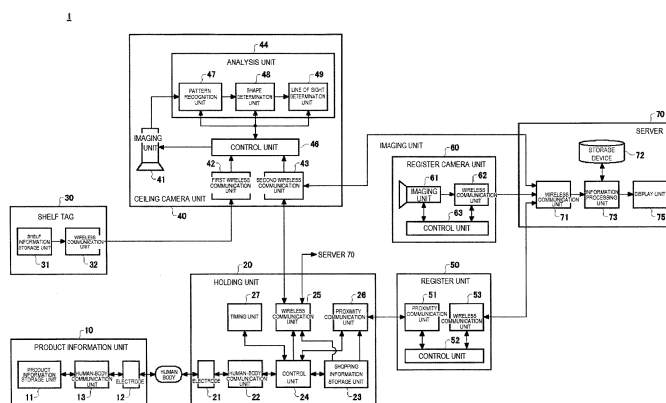 1
44
ANALYSIS UNIT
47
48
49
PATTERN
RECOGNITION
UNIT
SHAPE
DETERMINATION
UNIT
LINE OF SIGHT
DETERMINATION
UNIT
46
CONTROL UNIT
IMAGING
UNIT
41
42
43
FIRST WIRELESS
COMMUNICATION
UNIT
SECOND WIRELESS
COMMUNICATION
UNIT
CEILING CAMERA UNIT
40
IMAGING UNIT
60
REGISTER CAMERA UNIT
61
62
IMAGING
UNIT
WIRELESS
COMMUNICATION
UNIT
63
CONTROL UNIT
70
SERVER
STORAGE
DEVICE
72
WIRELESS
COMMUNICATION
UNIT
71
INFORMATION
PROCESSING
UNIT
73
DISPLAY UNIT
75
30
SHELF TAG
SHELF
INFORMATION
STORAGE UNIT
31
WIRELESS
COMMUNICATION
UNIT
32
SERVER 70
20
HOLDING UNIT
27
25
26
TIMING UNIT
WIRELESS
COMMUNICATION
UNIT
PROXIMITY
COMMUNICATION
UNIT
50
REGISTER UNIT
51
53
PROXIMITY
COMMUNICATION
UNIT
WIRELESS
COMMUNICATION
UNIT
52
CONTROL UNIT
10
PRODUCT INFORMATION UNIT
PRODUCT
INFORMATION
STORAGE UNIT
11
HUMAN-BODY
COMMUNICATION
UNIT
13
ELECTRODE
12
HUMAN
BODY
ELECTRODE
21
HUMAN-BODY
COMMUNICATION
UNIT
22
CONTROL
UNIT
24
SHOPPING
INFORMATION
STORAGE UNIT
23